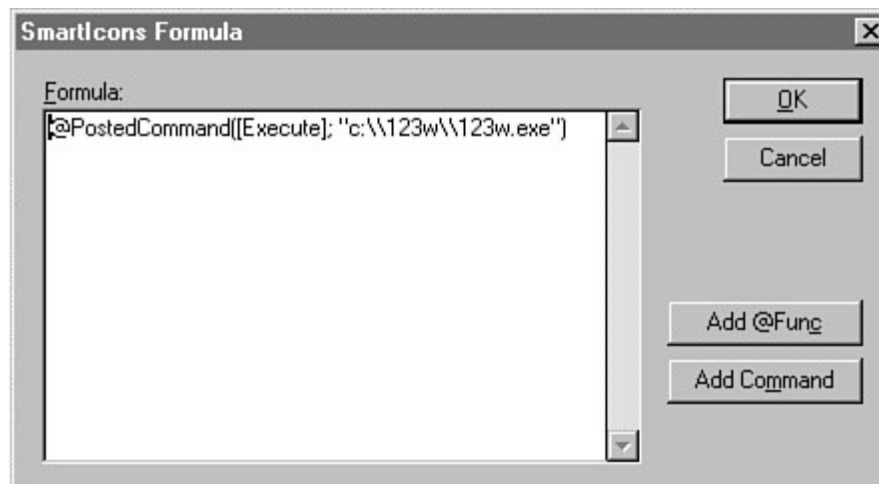 SmartIcons Formula
Formula:
@PostedCommand([Execute]; "c:\\123w\\123w.exe")
OK
Cancel
Add @Func
Add Command